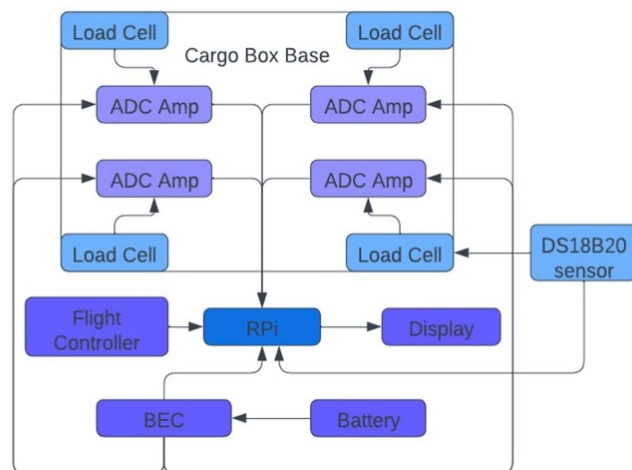 Load Cell
Load Cell
Cargo Box Base
ADC Amp
ADC Amp
ADC Amp
ADC Amp
Load Cell
Load Cell
DS18B20
sensor
Flight
Controller
RPi
Display
BEC
Battery